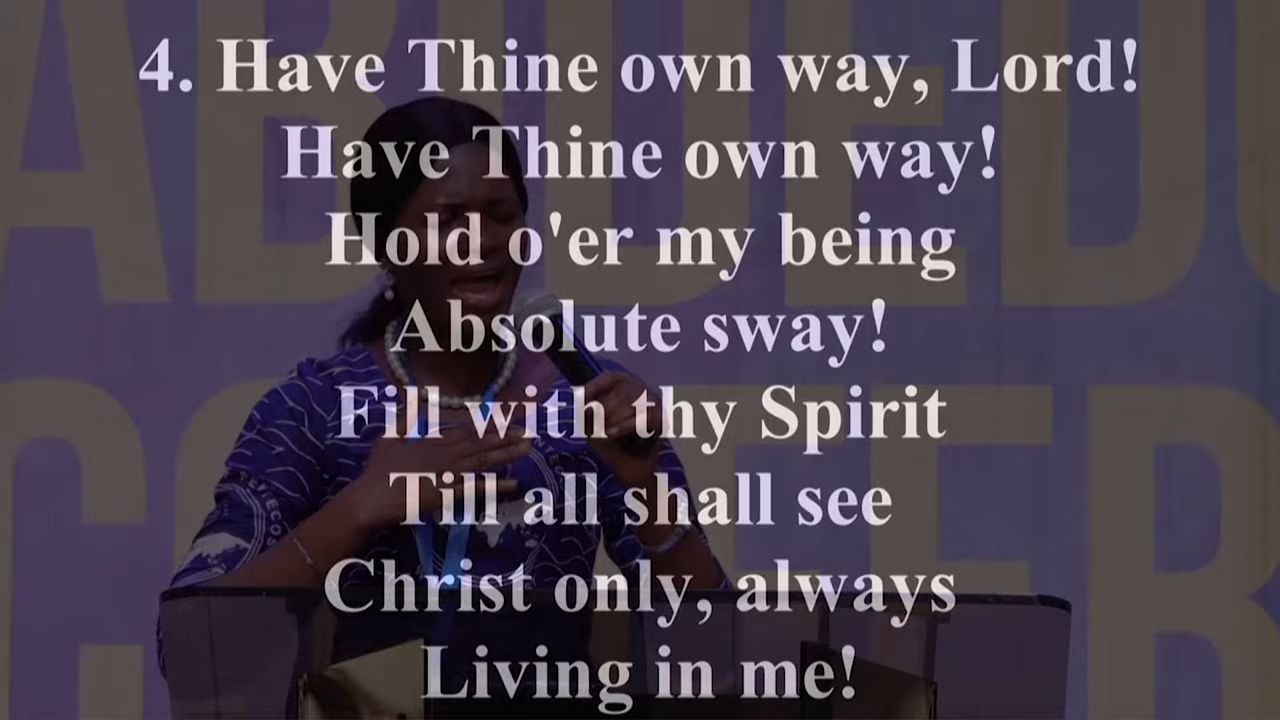 4. Have Thine own way, Lord!
Have Thine own way!
Hold o'er my being
Absolute sway!
Fill with thy Spirit
Till all shall see
Christ only, always
Living in me!